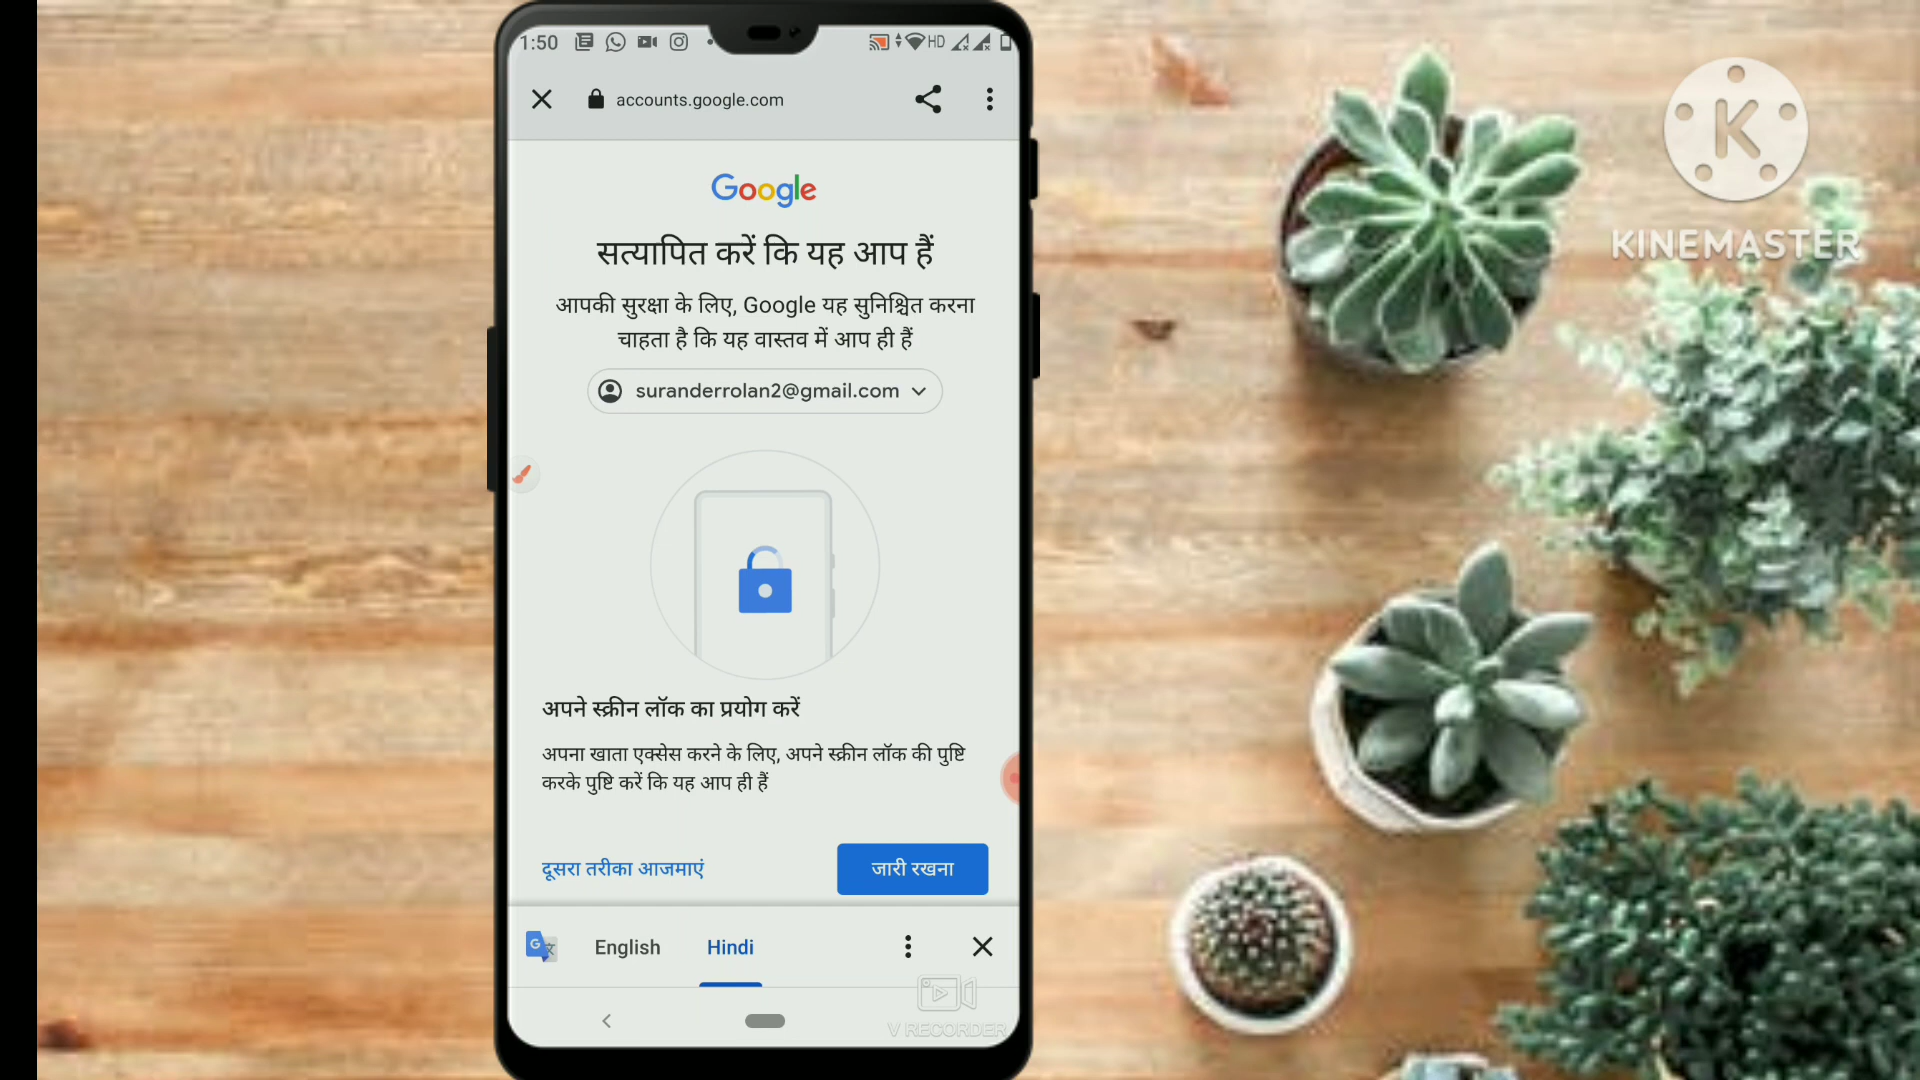 1:50
HD
accounts.google.com
Google
सत्यापित करें कि यह आप हैं
आपकी सुरक्षा के लिए, Google यह सुनिश्चित करना
चाहता है कि यह वास्तव में आप ही हैं
suranderrolan2@gmail.com
अपने स्क्रीन लॉक का प्रयोग करें
अपना खाता एक्सेस करने के लिए, अपने स्क्रीन लॉक की पुष्टि
करके पुष्टि करें कि यह आप ही हैं
दूसरा तरीका आजमाएं
जारी रखना
G 文
English
Hindi
V RECORDER
K
KINEMASTER